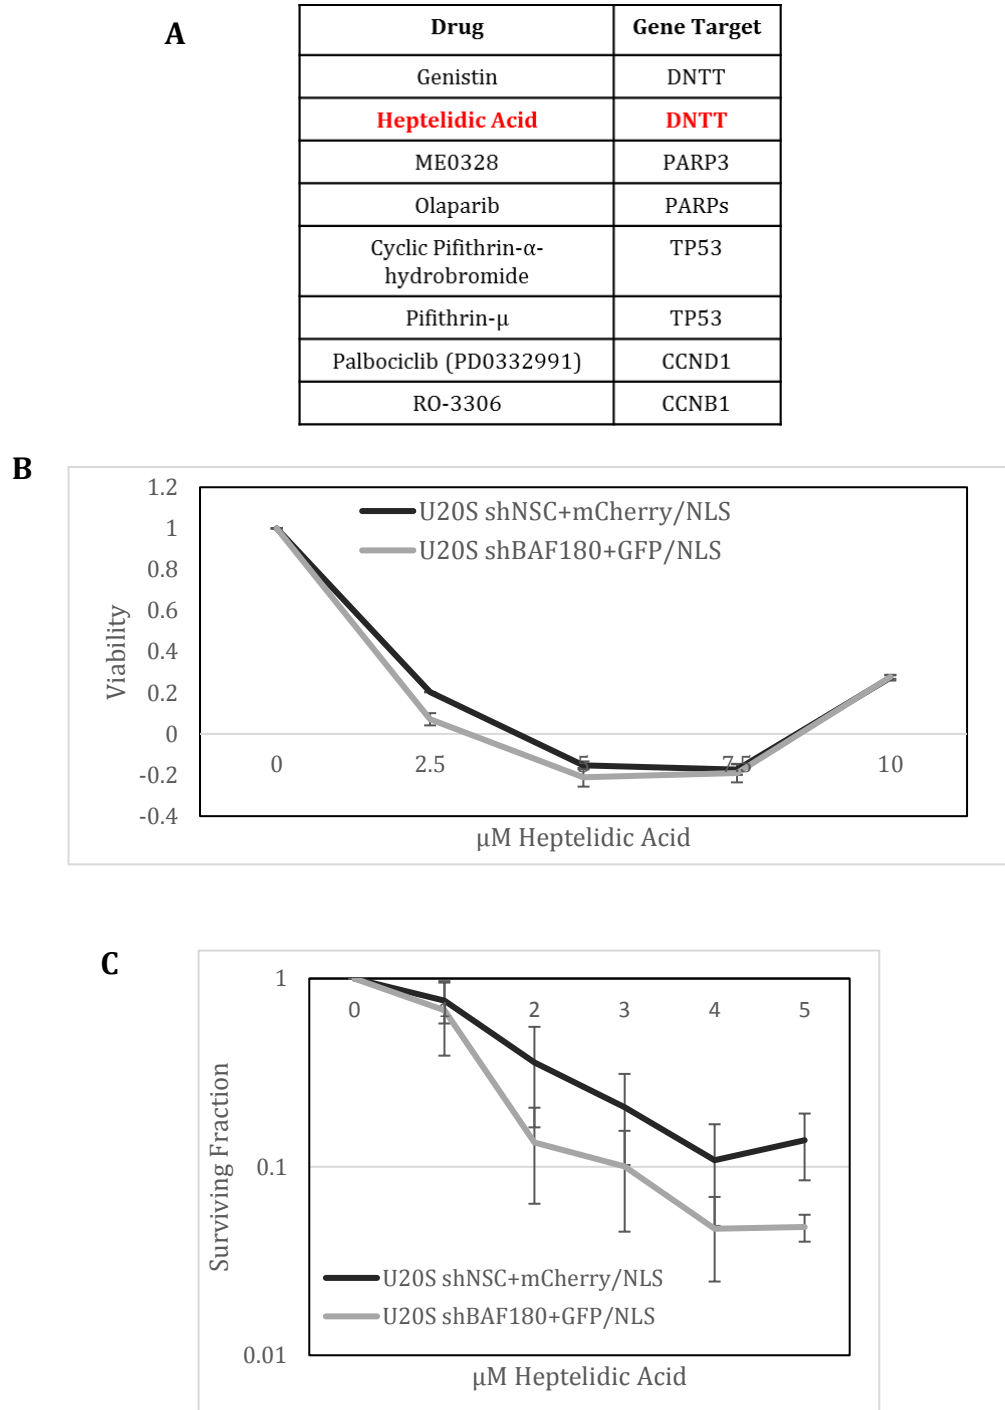 A
Drug Gene Target
Genistin DNTT
Heptelidic Acid DNTT
ME0328 PARP3
Olaparib PARPs
Cyclic Pifithrin-α- TP53
hydrobromide
Pifithrin-μ TP53
Palbociclib (PD0332991) CCND1
RO-3306 CCNB1
B
1.2
1
0.8
0.6
0.4
0.2
0
-0.2
-0.4
Viability
U20S shNSC+mCherry/NLS
U20S shBAF180+GFP/NLS
0 2.5 5 7.5 10
μM Heptelidic Acid
C
1
0.1
0.01
Surviving Fraction
0 1 2 3 4 5
U20S shNSC+mCherry/NLS
U20S shBAF180+GFP/NLS
μM Heptelidic Acid